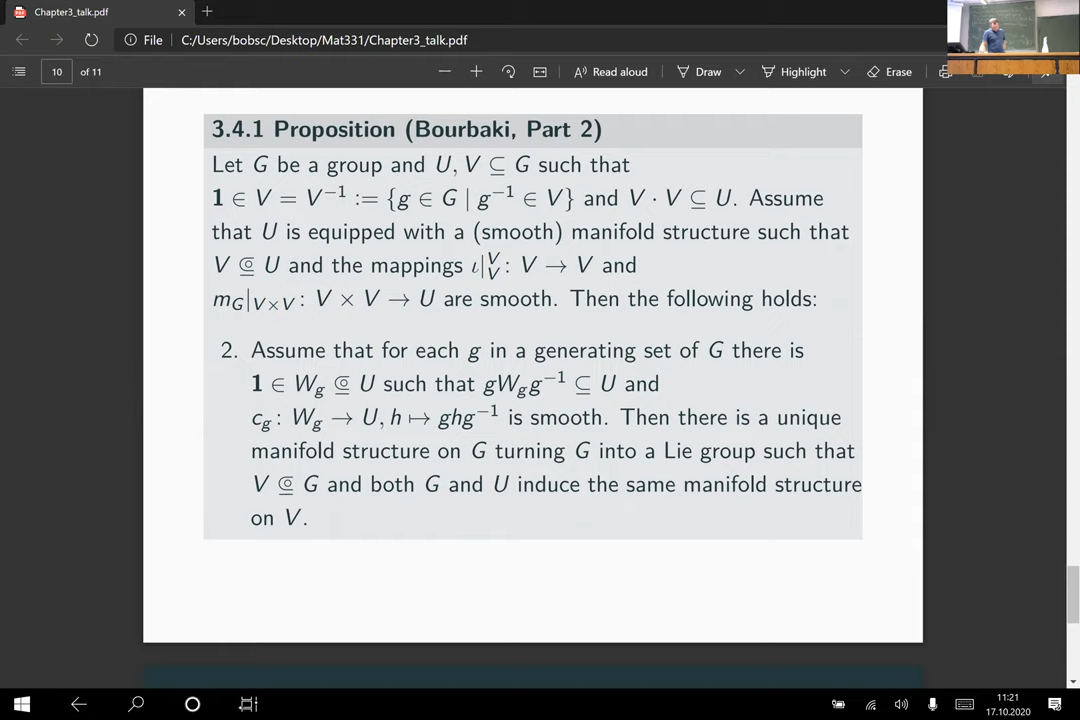 Chapter3_talk.pdf
File C:/Users/bobsc/Desktop/Mat331/Chapter3_talk.pdf
10 of 11 Read aloud Draw Highlight Erase
3.4.1 Proposition (Bourbaki, Part 2)
Let G be a group and U, V ⊆ G such that
1 ∈ V = V⁻¹ := {g ∈ G | g⁻¹ ∈ V} and V · V ⊆ U. Assume
that U is equipped with a (smooth) manifold structure such that
V ⊚ U and the mappings ι|ⱽᵥ : V → V and
m_G|_{V×V} : V × V → U are smooth. Then the following holds:
2. Assume that for each g in a generating set of G there is
1 ∈ W_g ⊚ U such that gW_g g⁻¹ ⊆ U and
c_g : W_g → U, h ↦ ghg⁻¹ is smooth. Then there is a unique
manifold structure on G turning G into a Lie group such that
V ⊚ G and both G and U induce the same manifold structure
on V.
11:21
17.10.2020